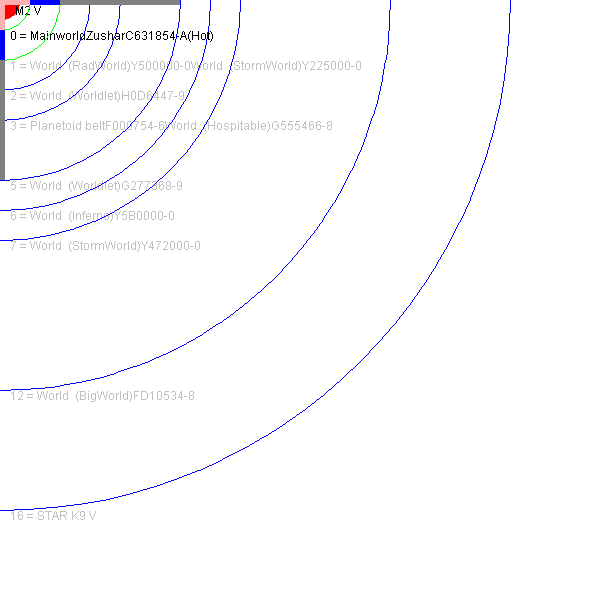 M2 V
0 = MainworldZusharC631854-A(Hot)
1 = World (RadWorld)Y500000-0World (StormWorld)Y225000-0
2 = World (Worldlet)H0D6447-9
3 = Planetoid beltF000754-6World (Hospitable)G555466-8
5 = World (Worldlet)G277368-9
6 = World (Inferno)Y5B0000-0
7 = World (StormWorld)Y472000-0
12 = World (BigWorld)FD10534-8
16 = STAR K9 V